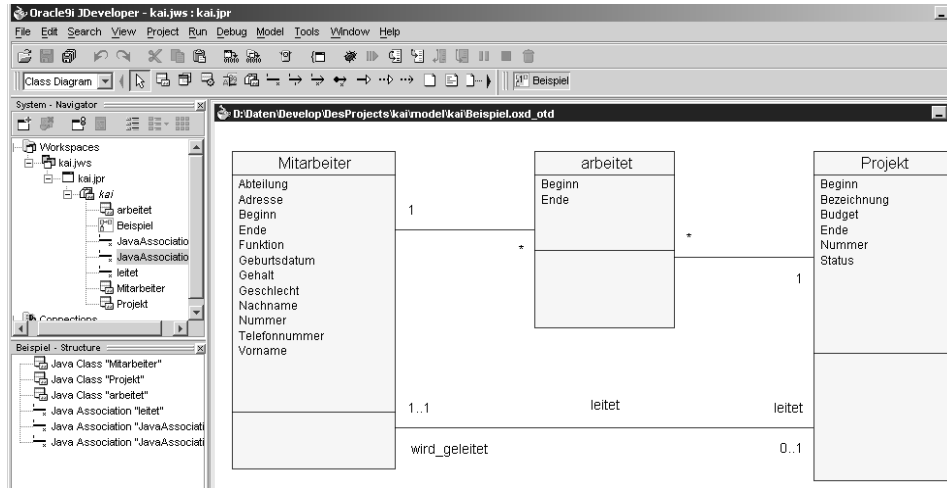 Oracle9i JDeveloper - kai.jws : kai.jpr
File Edit Search View Project Run Debug Model Tools Window Help
Class Diagram
Beispiel
System - Navigator
Workspaces
kai.jws
kai.jpr
kai
arbeitet
Beispiel
JavaAssociatio
JavaAssociatio
leitet
Mitarbeiter
Projekt
Connections
Beispiel - Structure
Java Class "Mitarbeiter"
Java Class "Projekt"
Java Class "arbeitet"
Java Association "leitet"
Java Association "JavaAssociati
Java Association "JavaAssociati
D:\Daten\Develop\DesProjects\kai\model\kai\Beispiel.oxd_otd
Mitarbeiter
Abteilung
Adresse
Beginn
Ende
Funktion
Geburtsdatum
Gehalt
Geschlecht
Nachname
Nummer
Telefonnummer
Vorname
1
*
arbeitet
Beginn
Ende
*
1
Projekt
Beginn
Bezeichnung
Budget
Ende
Nummer
Status
1..1
leitet
leitet
wird_geleitet
0..1